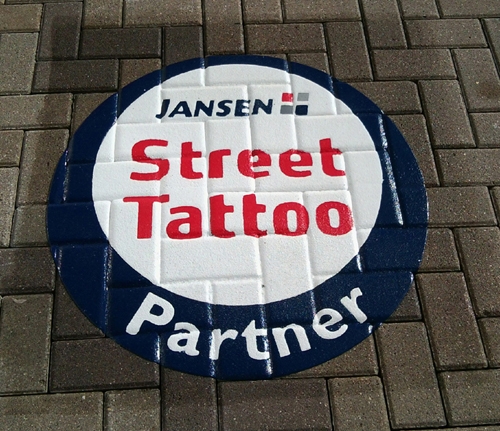 JANSEN
Street
Tattoo
Partner